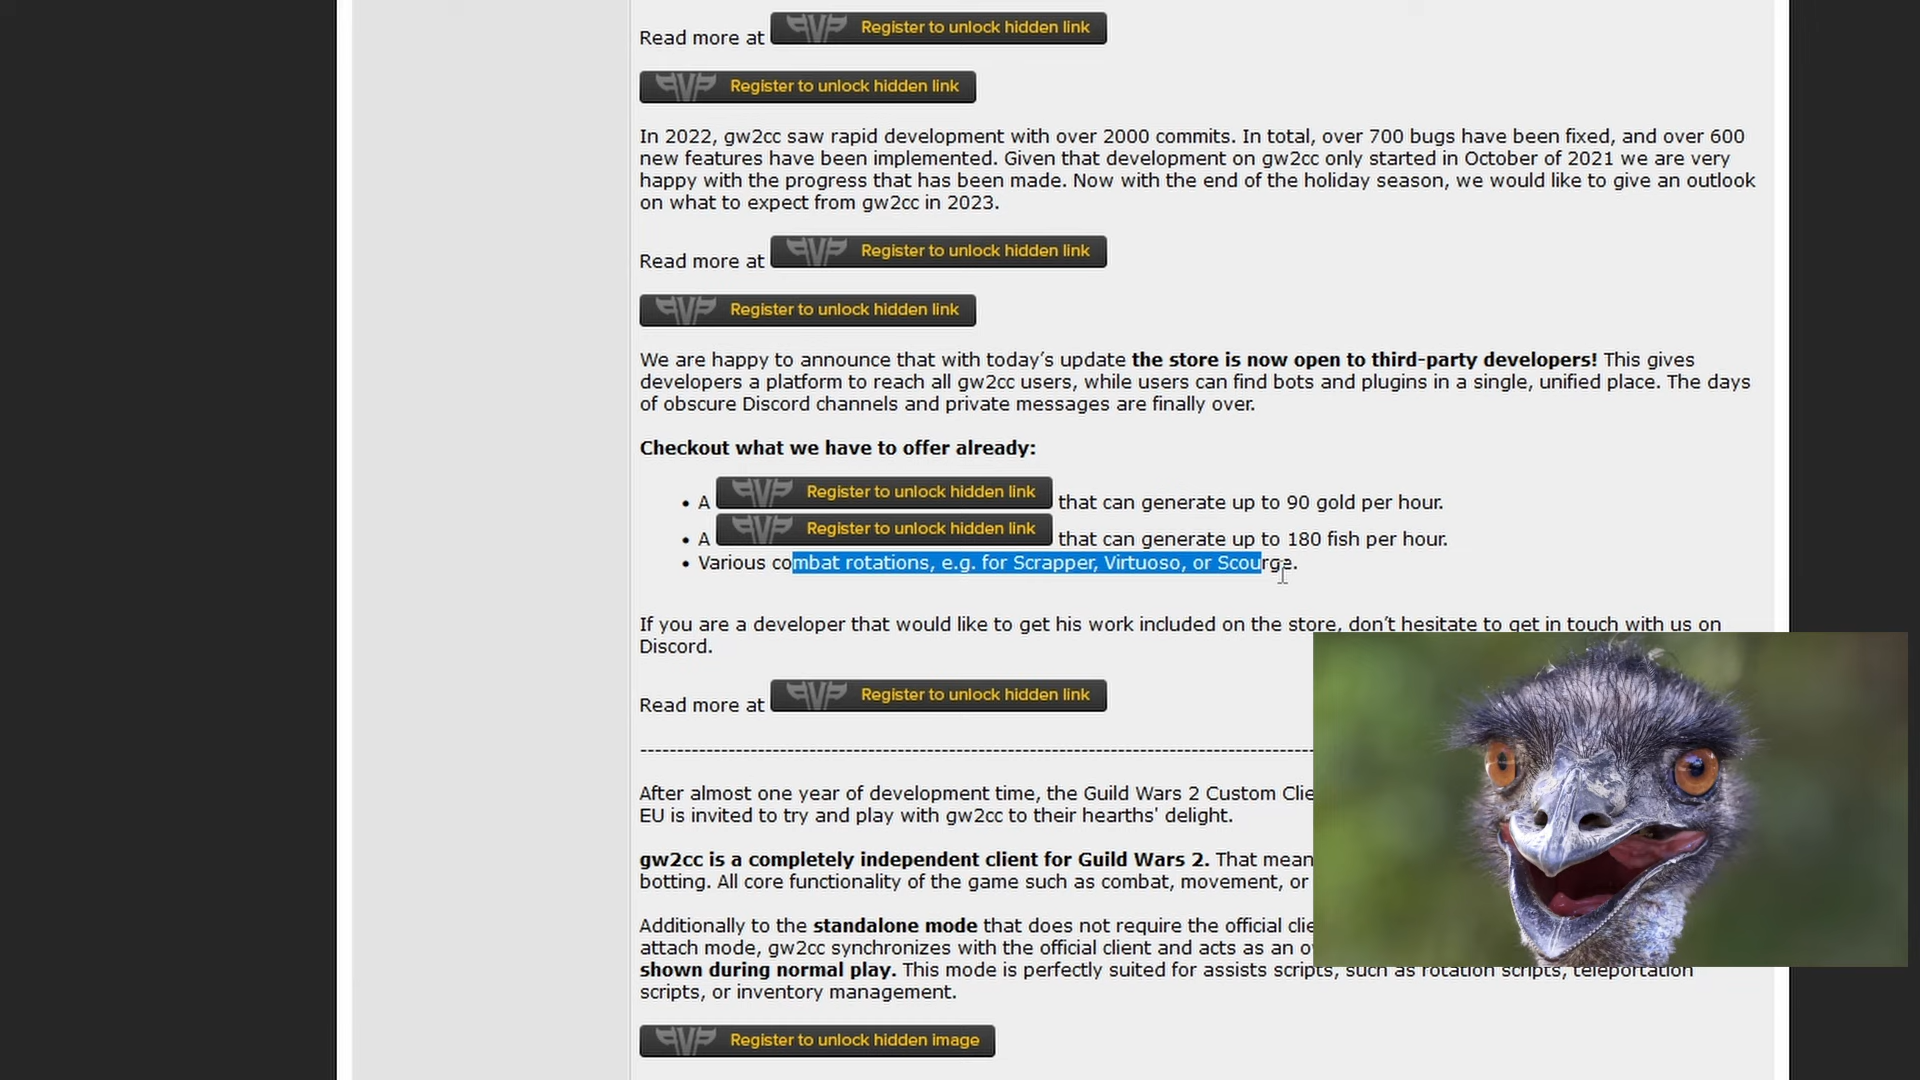 Read more at Register to unlock hidden link
Register to unlock hidden link
In 2022, gw2cc saw rapid development with over 2000 commits. In total, over 700 bugs have been fixed, and over 600
new features have been implemented. Given that development on gw2cc only started in October of 2021 we are very
happy with the progress that has been made. Now with the end of the holiday season, we would like to give an outlook
on what to expect from gw2cc in 2023.
Read more at Register to unlock hidden link
Register to unlock hidden link
We are happy to announce that with today’s update the store is now open to third-party developers! This gives
developers a platform to reach all gw2cc users, while users can find bots and plugins in a single, unified place. The days
of obscure Discord channels and private messages are finally over.
Checkout what we have to offer already:
• A Register to unlock hidden link that can generate up to 90 gold per hour.
• A Register to unlock hidden link that can generate up to 180 fish per hour.
• Various combat rotations, e.g. for Scrapper, Virtuoso, or Scourge.
If you are a developer that would like to get his work included on the store, don’t hesitate to get in touch with us on
Discord.
Read more at Register to unlock hidden link
After almost one year of development time, the Guild Wars 2 Custom
EU is invited to try and play with gw2cc to their hearths' delight.
gw2cc is a completely independent client for Guild Wars 2. That
botting. All core functionality of the game such as combat, movement, or
Additionally to the standalone mode that does not require the official
attach mode, gw2cc synchronizes with the official client and acts as an
shown during normal play. This mode is perfectly suited for assists scripts, such as rotation scripts, teleportation
scripts, or inventory management.
Register to unlock hidden image